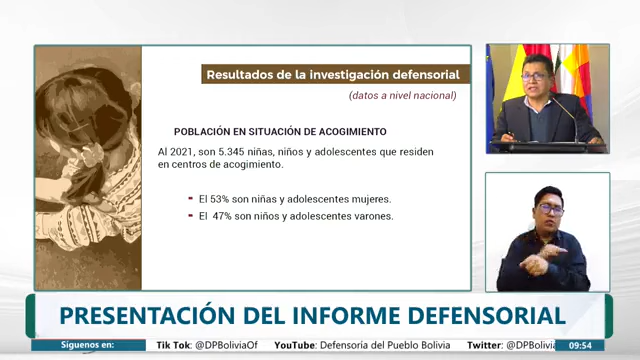 Resultados de la investigación defensorial
(datos a nivel nacional)
POBLACIÓN EN SITUACIÓN DE ACOGIMIENTO
Al 2021, son 5.345 niñas, niños y adolescentes que residen
en centros de acogimiento.
El 53% son niñas y adolescentes mujeres.
El 47% son niños y adolescentes varones.
PRESENTACIÓN DEL INFORME DEFENSORIAL
Síguenos en: Tik Tok: @DPBoliviaOf YouTube: Defensoria del Pueblo Bolivia Twitter: @DPBolivia 09:54